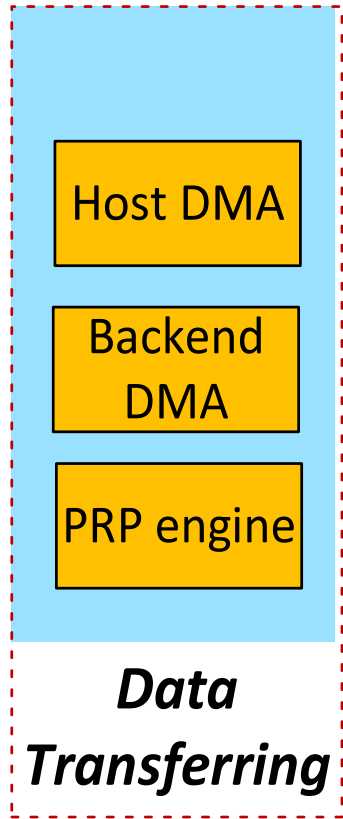 Host DMA
Backend
DMA
PRP engine
Data
Transferring